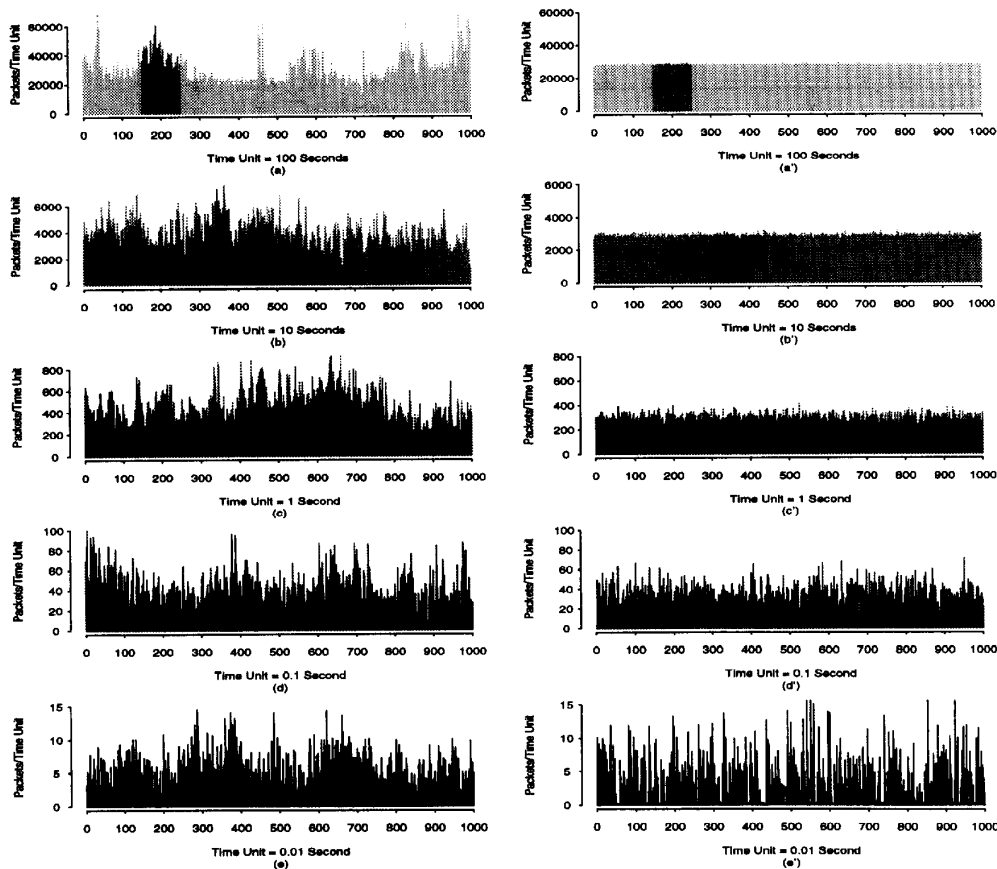 Packets/Time Unit
60000
40000
20000
0
0 100 200 300 400 500 600 700 800 900 1000
Time Unit = 100 Seconds
(a)
Packets/Time Unit
60000
40000
20000
0
0 100 200 300 400 500 600 700 800 900 1000
Time Unit = 100 Seconds
(a')
Packets/Time Unit
6000
4000
2000
0
0 100 200 300 400 500 600 700 800 900 1000
Time Unit = 10 Seconds
(b)
Packets/Time Unit
6000
4000
2000
0
0 100 200 300 400 500 600 700 800 900 1000
Time Unit = 10 Seconds
(b')
Packets/Time Unit
800
600
400
200
0
0 100 200 300 400 500 600 700 800 900 1000
Time Unit = 1 Second
(c)
Packets/Time Unit
800
600
400
200
0
0 100 200 300 400 500 600 700 800 900 1000
Time Unit = 1 Second
(c')
Packets/Time Unit
100
80
60
40
20
0
0 100 200 300 400 500 600 700 800 900 1000
Time Unit = 0.1 Second
(d)
Packets/Time Unit
100
80
60
40
20
0
0 100 200 300 400 500 600 700 800 900 1000
Time Unit = 0.1 Second
(d')
Packets/Time Unit
15
10
5
0
0 100 200 300 400 500 600 700 800 900 1000
Time Unit = 0.01 Second
(e)
Packets/Time Unit
15
10
5
0
0 100 200 300 400 500 600 700 800 900 1000
Time Unit = 0.01 Second
(e')